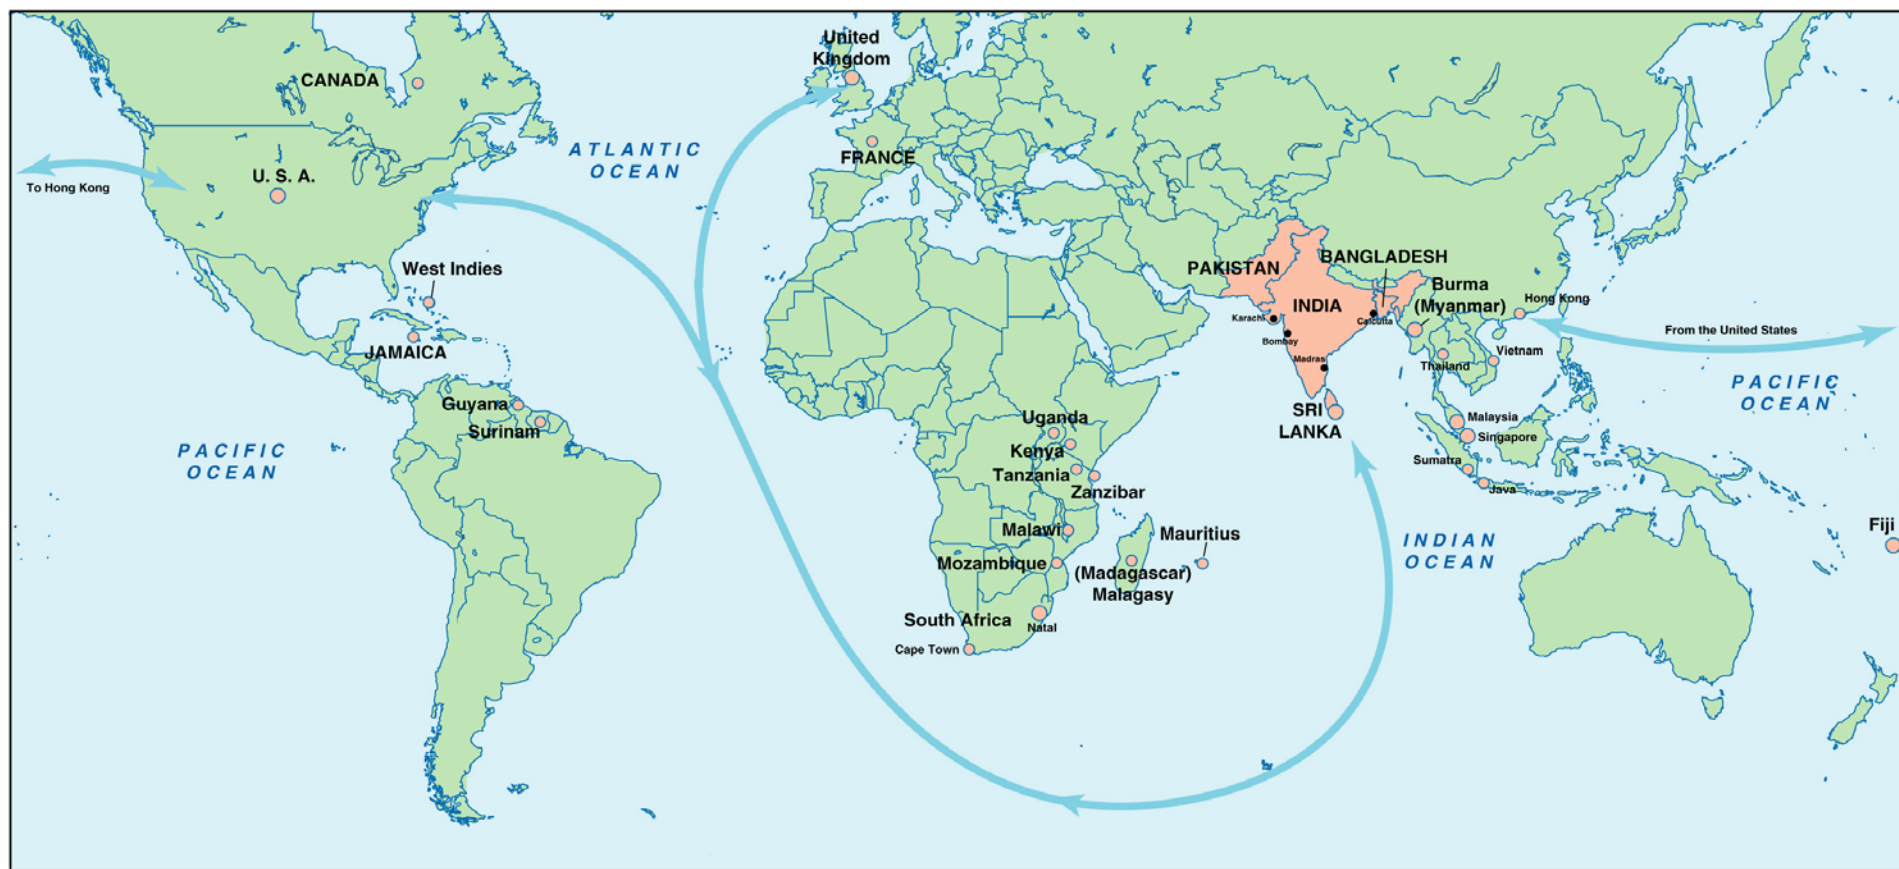 United
Kingdom
CANADA
ATLANTIC
OCEAN
FRANCE
U. S. A.
To Hong Kong
West Indies
JAMAICA
Guyana
Surinam
PACIFIC
OCEAN
PAKISTAN
BANGLADESH
INDIA
Burma
(Myanmar)
Hong Kong
Karachi
Calcutta
Bombay
Madras
From the United States
Vietnam
Thailand
PACIFIC
OCEAN
SRI
LANKA
Malaysia
Singapore
Sumatra
Java
Uganda
Kenya
Tanzania
Zanzibar
Malawi
Mauritius
Mozambique
(Madagascar)
Malagasy
INDIAN
OCEAN
Fiji
South Africa
Natal
Cape Town